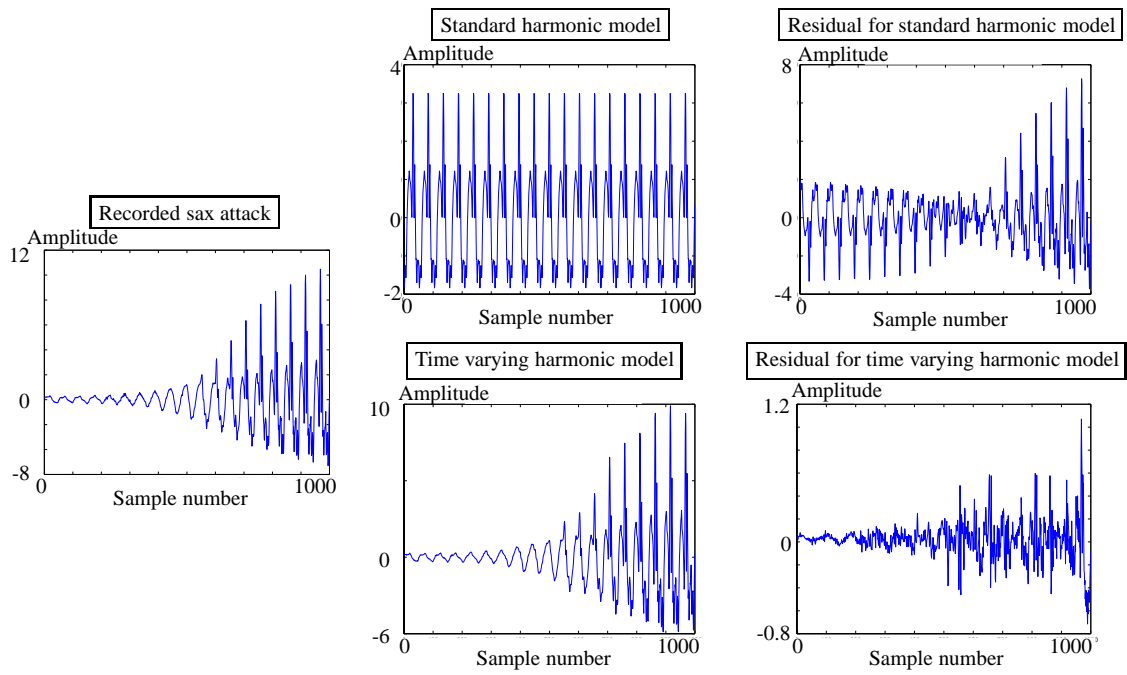 Standard harmonic model
Amplitude
4
0
-2
0
1000
Sample number
Residual for standard harmonic model
Amplitude
8
0
-4
0
1000
Sample number
Recorded sax attack
Amplitude
12
0
-8
0
1000
Sample number
Time varying harmonic model
Amplitude
10
0
-6
0
1000
Sample number
Residual for time varying harmonic model
Amplitude
1.2
0
-0.8
0
1000
Sample number